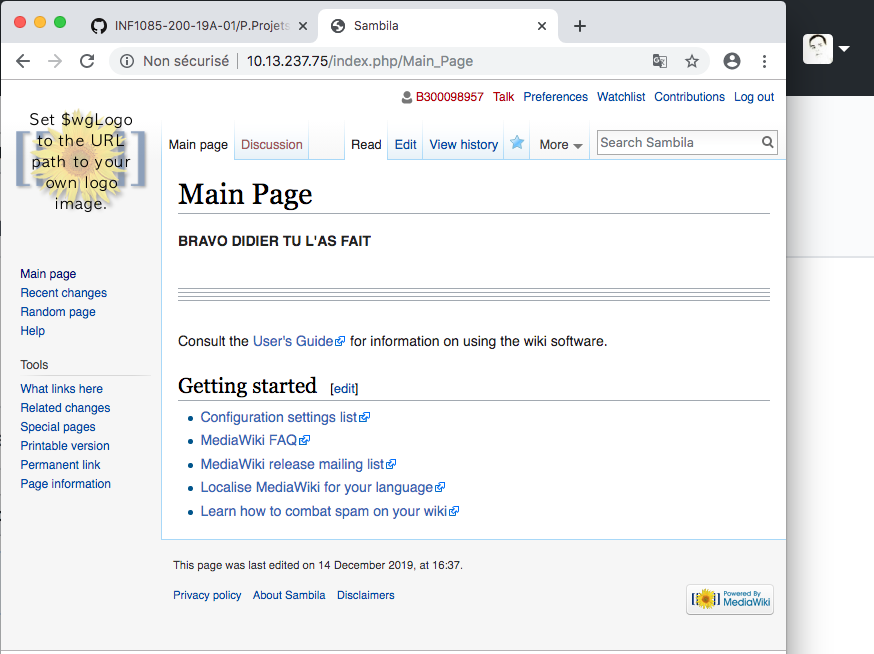 INF1085-200-19A-01/P.Projets
Sambila
Non sécurisé
10.13.237.75/index.php/Main_Page
B300098957 Talk Preferences Watchlist Contributions Log out
Set $wgLogo
to the URL
path to your
own logo
image.
Main page Discussion Read Edit View history More Search Sambila
Main Page
BRAVO DIDIER TU L'AS FAIT
Main page
Recent changes
Random page
Help
Tools
What links here
Related changes
Special pages
Printable version
Permanent link
Page information
Consult the User's Guide for information on using the wiki software.
Getting started [edit]
Configuration settings list
MediaWiki FAQ
MediaWiki release mailing list
Localise MediaWiki for your language
Learn how to combat spam on your wiki
This page was last edited on 14 December 2019, at 16:37.
Privacy policy About Sambila Disclaimers
Powered By
MediaWiki